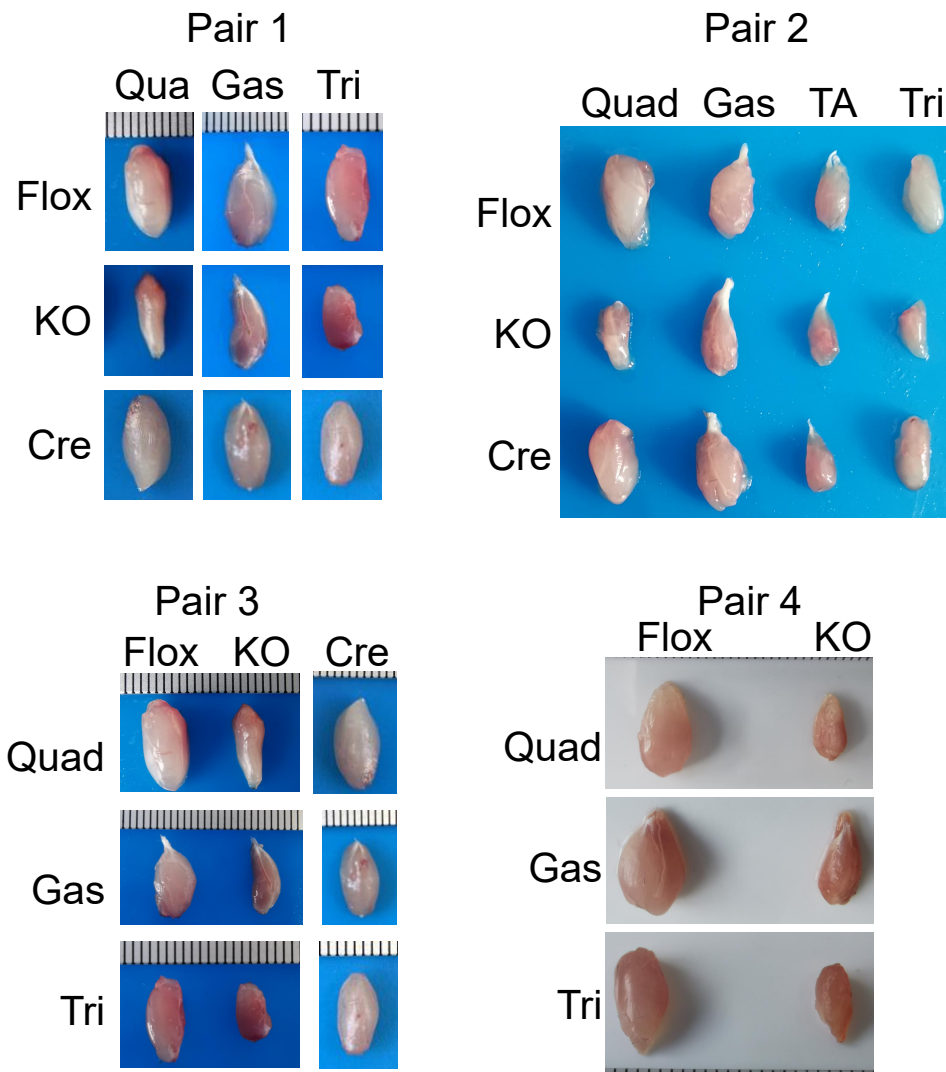 Pair 1
Qua Gas Tri
Flox
KO
Cre
Pair 2
Quad Gas TA Tri
Flox
KO
Cre
Pair 3
Flox KO Cre
Quad
Gas
Tri
Pair 4
Flox KO
Quad
Gas
Tri